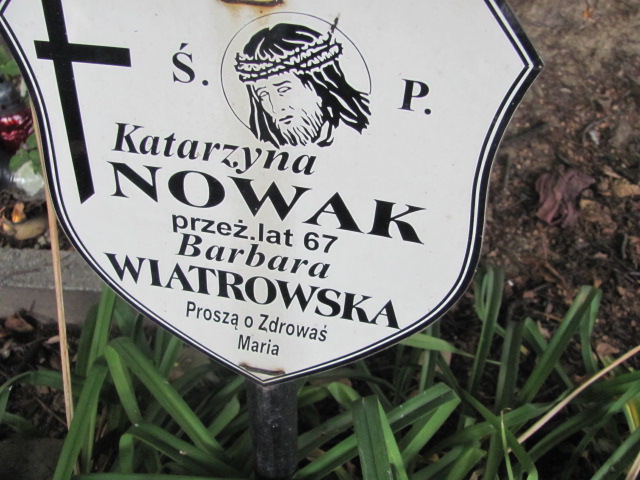 Ś. P.
Katarzyna
NOWAK
przeż.lat 67
Barbara
WIATROWSKA
Proszą o Zdrowaś
Maria